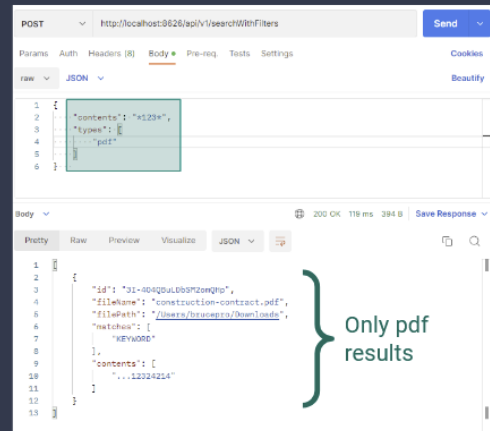 POST http://localhost:8626/api/v1/searchWithFilters Send
Params Auth Headers (8) Body Pre-req. Tests Settings Cookies
raw JSON Beautify
1 {
2 "contents": "*123*",
3 "types": [
4 "pdf"
5 ]
6 }
Body 200 OK 119 ms 394 B Save Response
Pretty Raw Preview Visualize JSON
1 [
2 {
3 "id":
4 "fileName": "construction-contract.pdf",
5 "filePath": "/Users/brucepro/Downloads",
6 "matches": [
7 "KEYWORD"
8 ],
9 "contents": [
10 "...12324214"
11 ]
12 }
13 ]
Only pdf
results